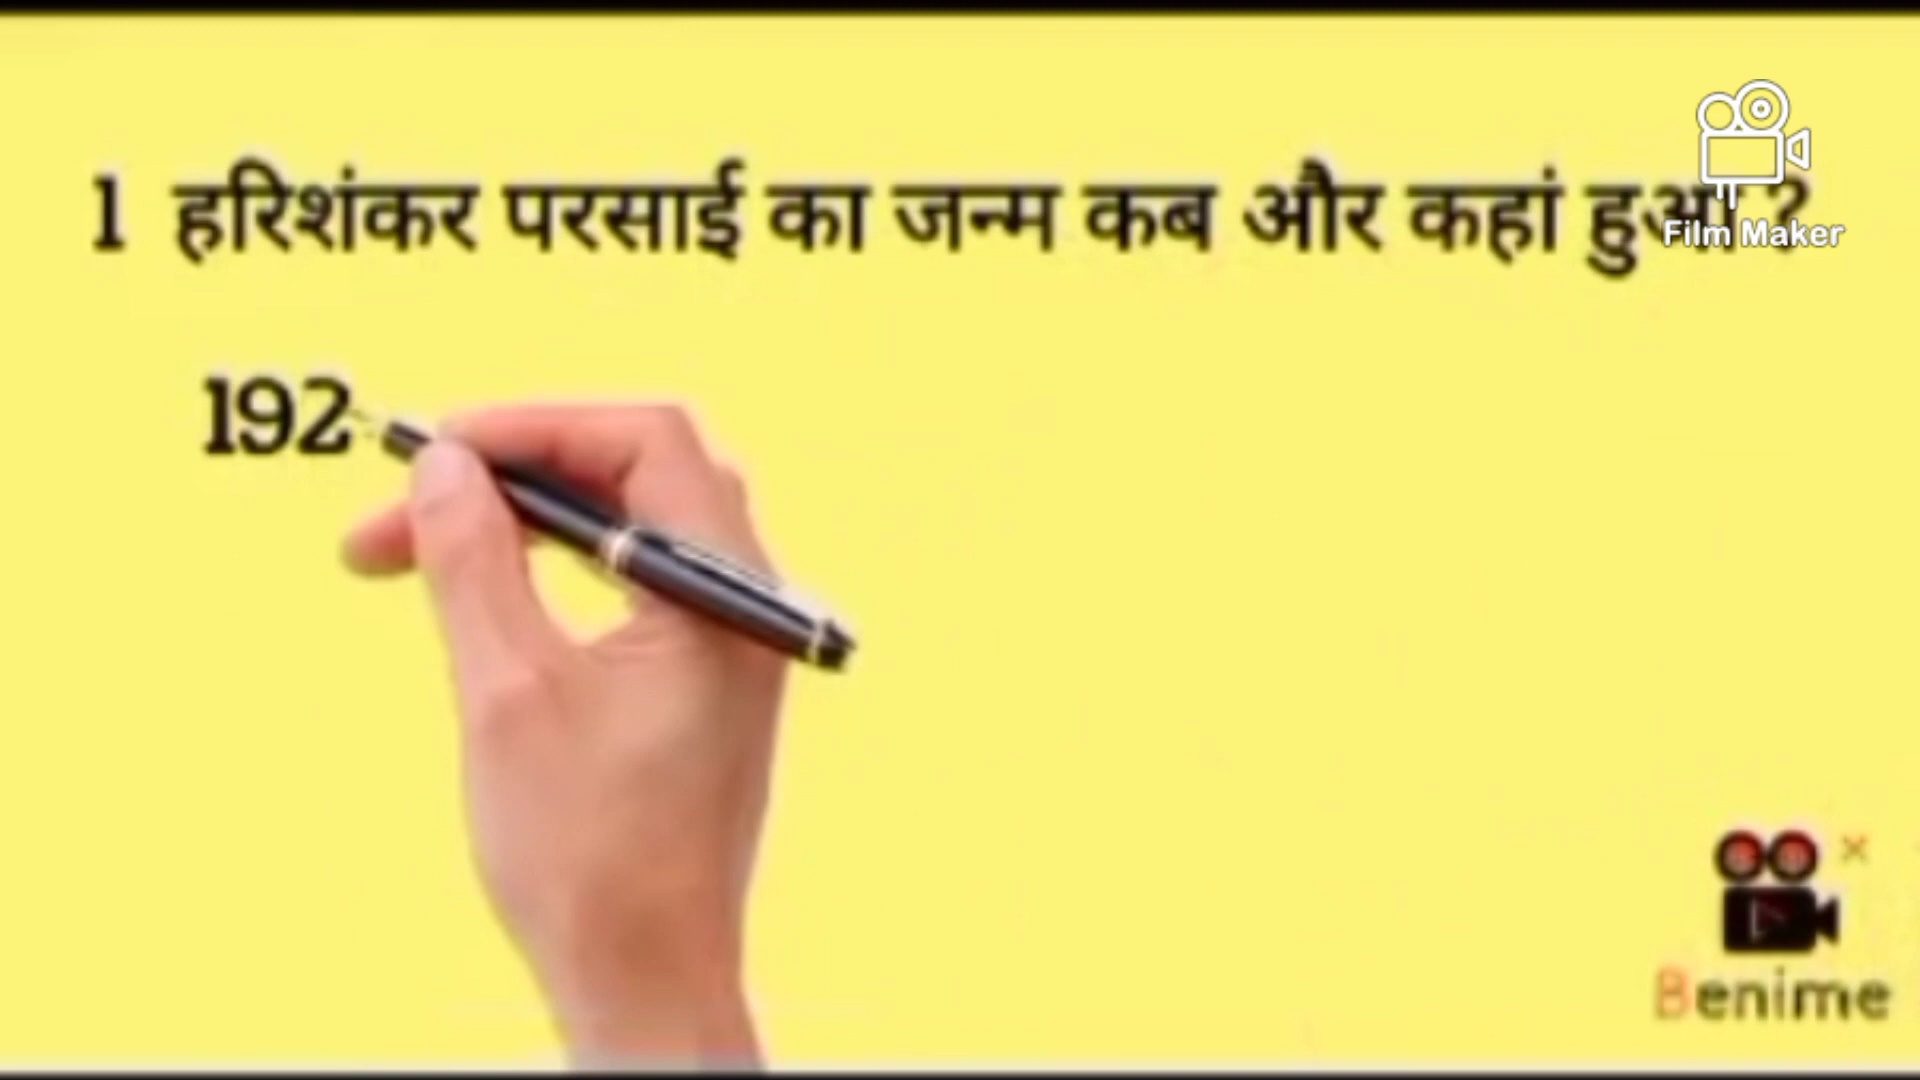 1 हरिशंकर परसाई का जन्म कब और कहां हुआ ?
Film Maker
192
Benime